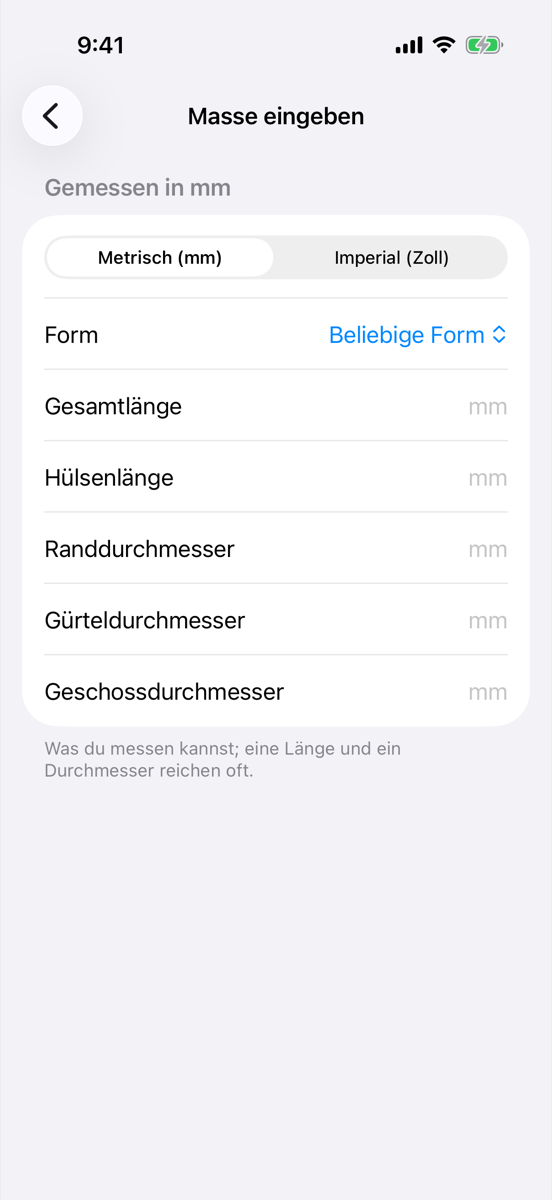 9:41
Masse eingeben
Gemessen in mm
Metrisch (mm)
Imperial (Zoll)
Form
Beliebige Form
Gesamtlänge
mm
Hülsenlänge
mm
Randdurchmesser
mm
Gürteldurchmesser
mm
Geschossdurchmesser
mm
Was du messen kannst; eine Länge und ein
Durchmesser reichen oft.